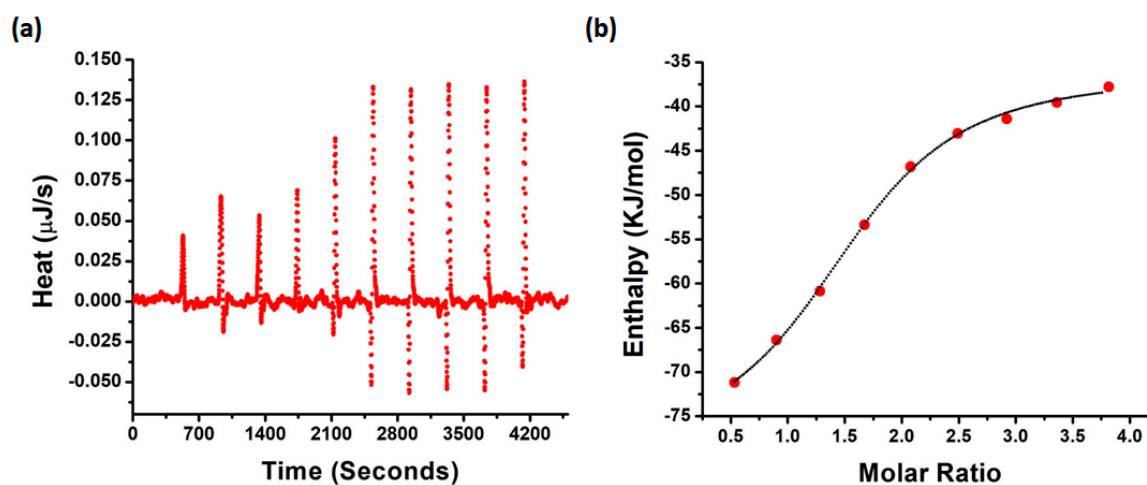 (a)
0.150
0.125
0.100
0.075
0.050
0.025
0.000
-0.025
-0.050
Heat (µJ/s)
0 700 1400 2100 2800 3500 4200
Time (Seconds)
(b)
-35
-40
-45
-50
-55
-60
-65
-70
-75
Enthalpy (KJ/mol)
0.5 1.0 1.5 2.0 2.5 3.0 3.5 4.0
Molar Ratio